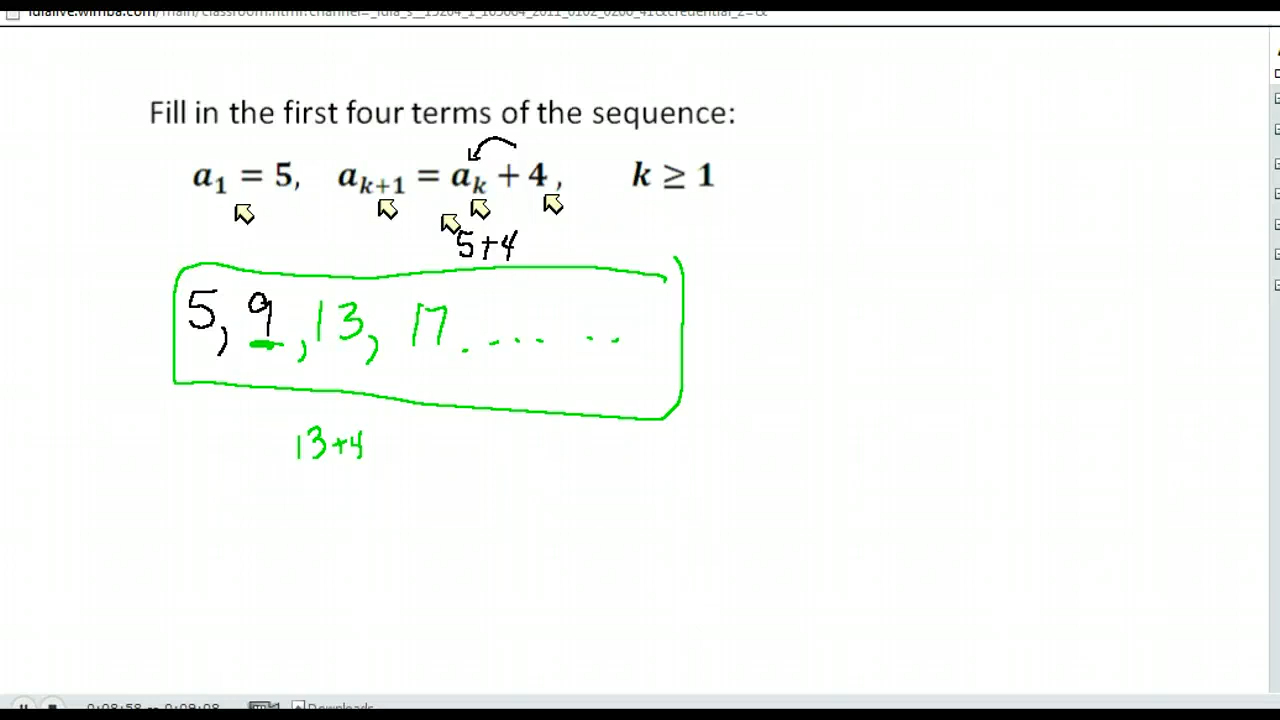 Fill in the first four terms of the sequence:
a₁ = 5, aₖ₊₁ = aₖ + 4, k ≥ 1
5+4
5, 9, 13, 17. ... ..
13+4
Downloads